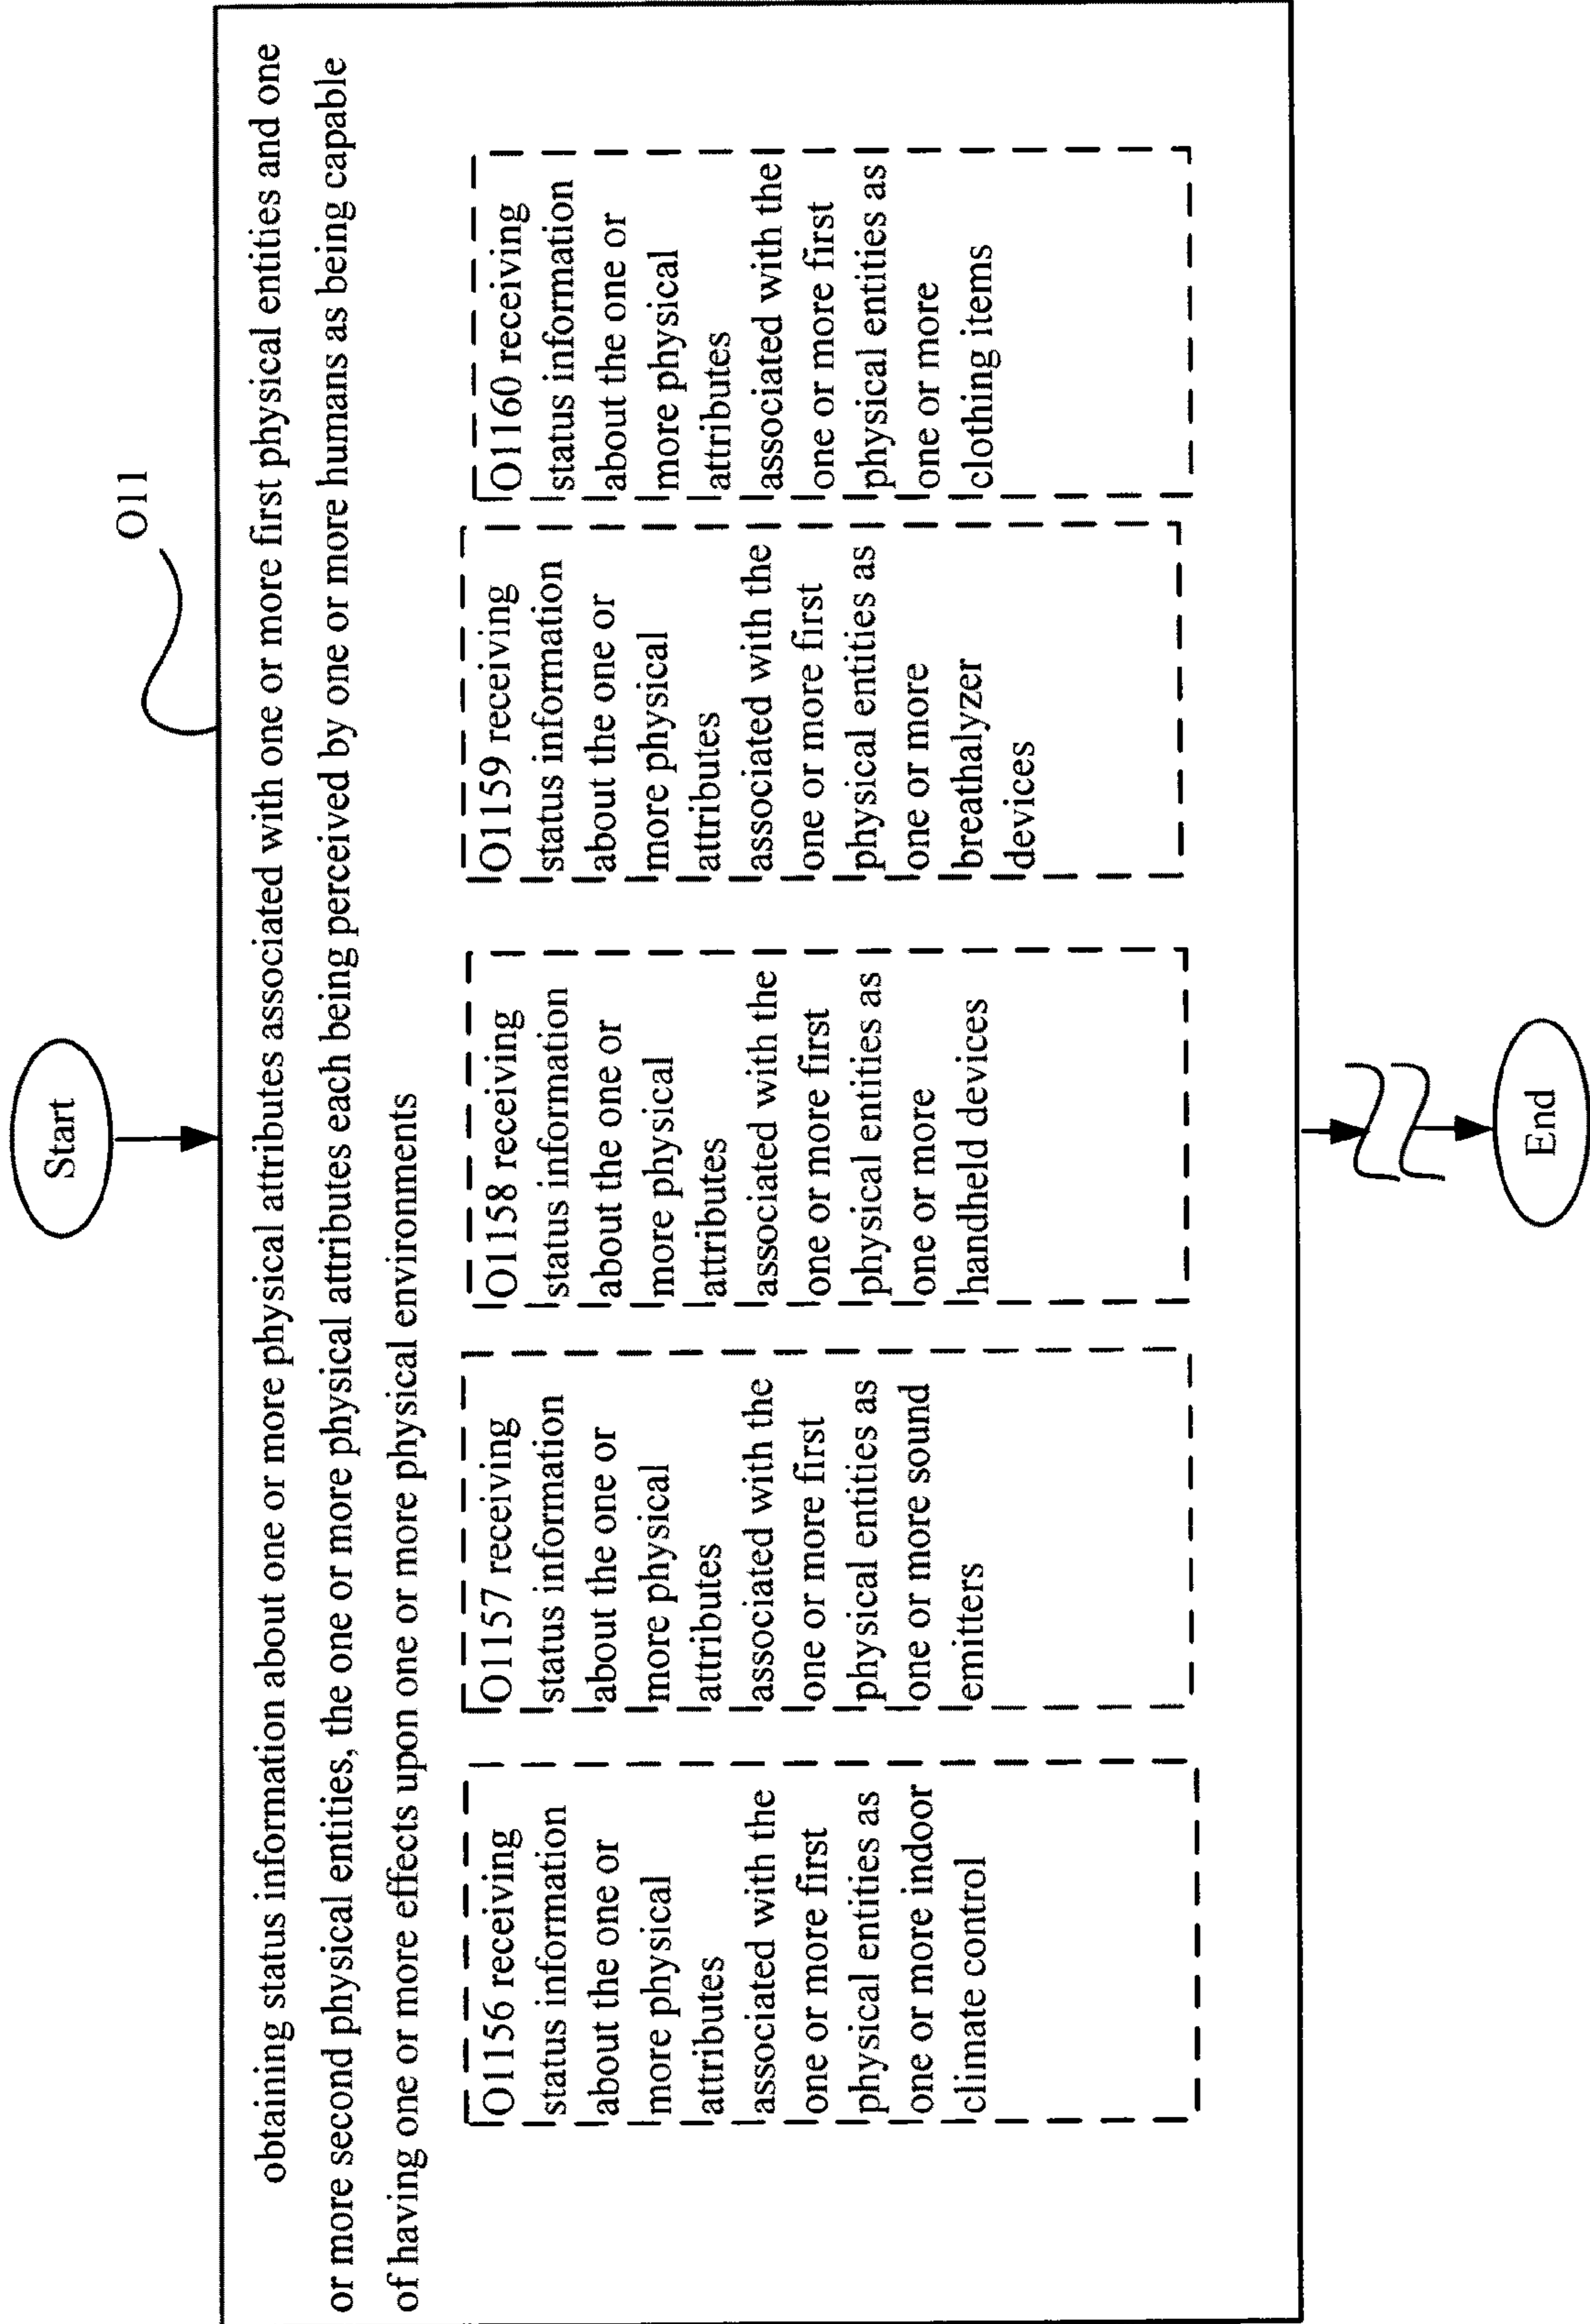 Start
O11
obtaining status information about one or more physical attributes associated with one or more first physical entities and one
or more second physical entities, the one or more physical attributes each being perceived by one or more humans as being capable
of having one or more effects upon one or more physical environments
O1156 receiving
status information
about the one or
more physical
attributes
associated with the
one or more first
physical entities as
one or more indoor
climate control
O1157 receiving
status information
about the one or
more physical
attributes
associated with the
one or more first
physical entities as
one or more sound
emitters
O1158 receiving
status information
about the one or
more physical
attributes
associated with the
one or more first
physical entities as
one or more
handheld devices
O1159 receiving
status information
about the one or
more physical
attributes
associated with the
one or more first
physical entities as
one or more
breathalyzer
devices
O1160 receiving
status information
about the one or
more physical
attributes
associated with the
one or more first
physical entities as
one or more
clothing items
End